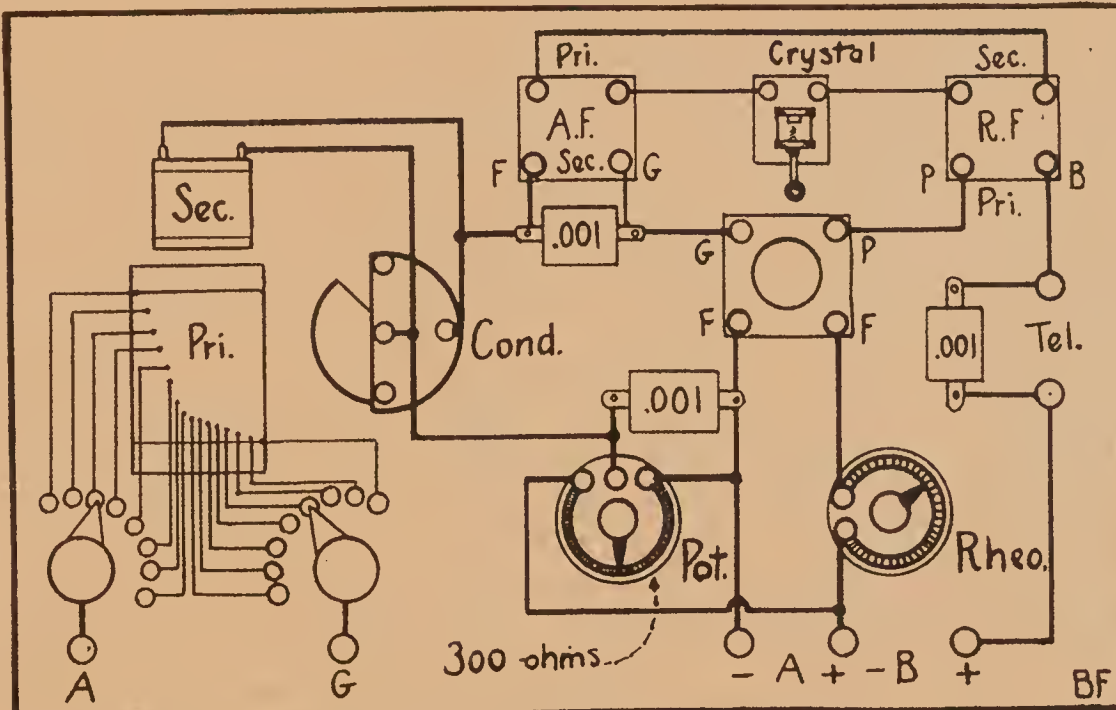 Pri.
Crystal
Sec.
A.F.
R.F
F
Sec.
G
P
B
Pri.
Sec.
.001
G
P
Pri.
Cond.
F
F
.001
Tel.
.001
Pot.
Rheo.
300 ohms
- A + - B +
A
G
BF